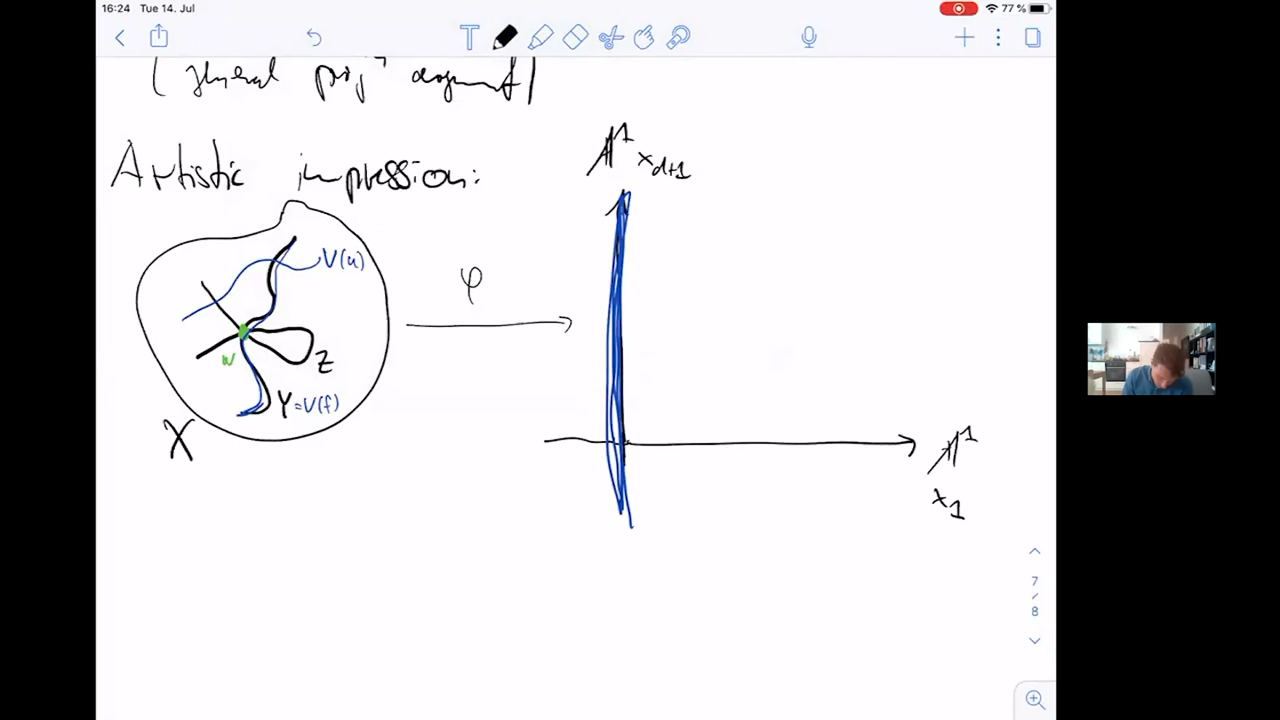 16:24 Tue 14. Jul 77 %
(general proj⁻ⁿ argument)
Artistic impression:
𝔸¹ x_{d+1}
V(u)
φ
w
Z
Y=V(f)
X
𝔸¹
x₁
7
/
8